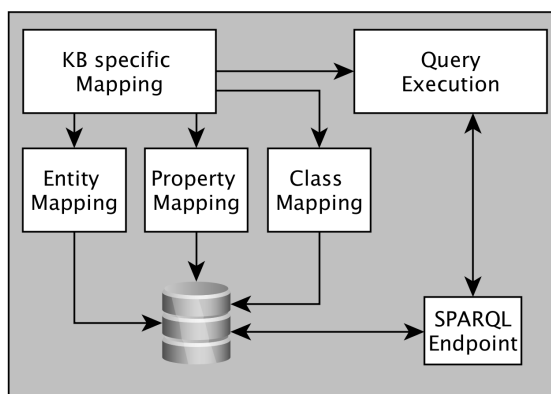 KB specific
Mapping
Query
Execution
Entity
Mapping
Property
Mapping
Class
Mapping
SPARQL
Endpoint